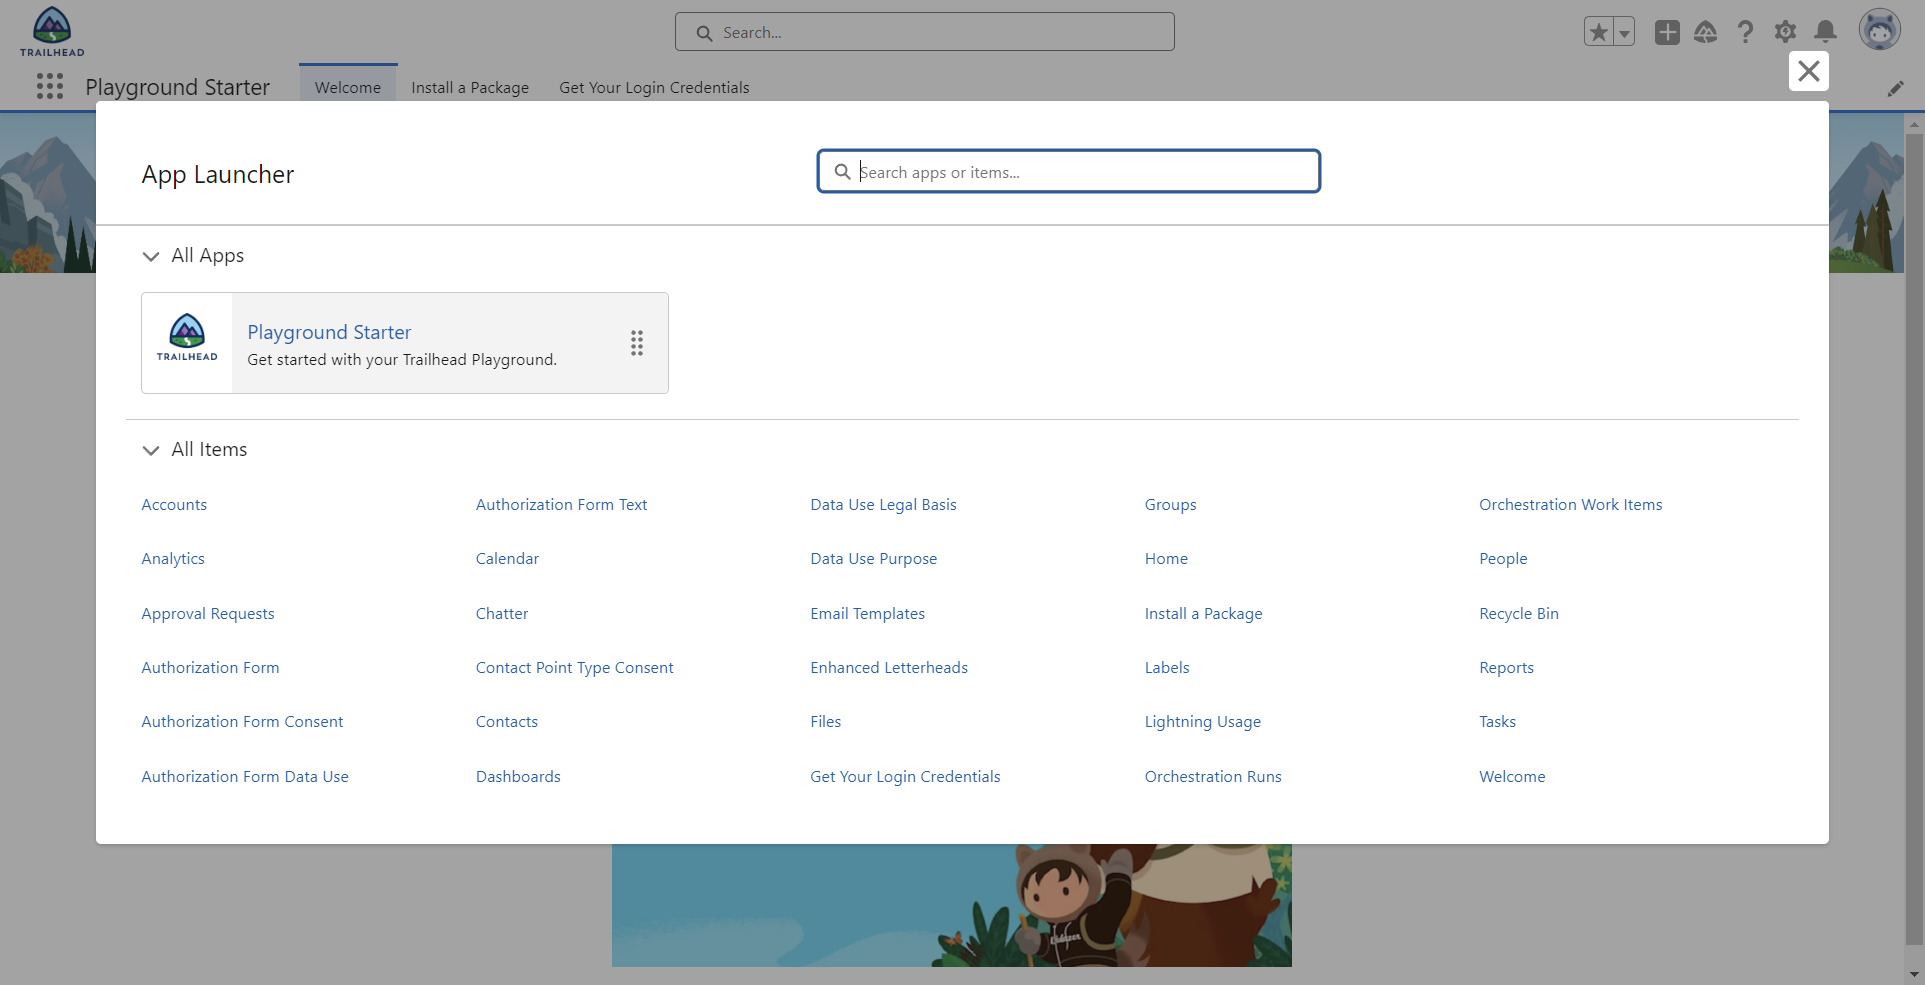 TRAILHEAD
Search...
Playground Starter
Welcome
Install a Package
Get Your Login Credentials
App Launcher
Search apps or items...
All Apps
TRAILHEAD
Playground Starter
Get started with your Trailhead Playground.
All Items
Accounts
Authorization Form Text
Data Use Legal Basis
Groups
Orchestration Work Items
Analytics
Calendar
Data Use Purpose
Home
People
Approval Requests
Chatter
Email Templates
Install a Package
Recycle Bin
Authorization Form
Contact Point Type Consent
Enhanced Letterheads
Labels
Reports
Authorization Form Consent
Contacts
Files
Lightning Usage
Tasks
Authorization Form Data Use
Dashboards
Get Your Login Credentials
Orchestration Runs
Welcome